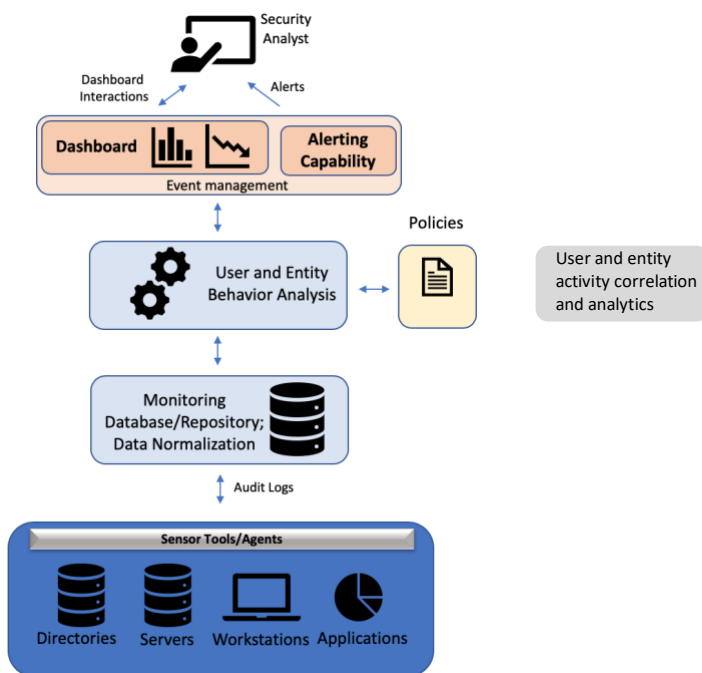 Security
Analyst
Dashboard
Interactions
Alerts
Dashboard
Alerting
Capability
Event management
Policies
User and Entity
Behavior Analysis
User and entity
activity correlation
and analytics
Monitoring
Database/Repository;
Data Normalization
Audit Logs
Sensor Tools/Agents
Directories
Servers
Workstations
Applications